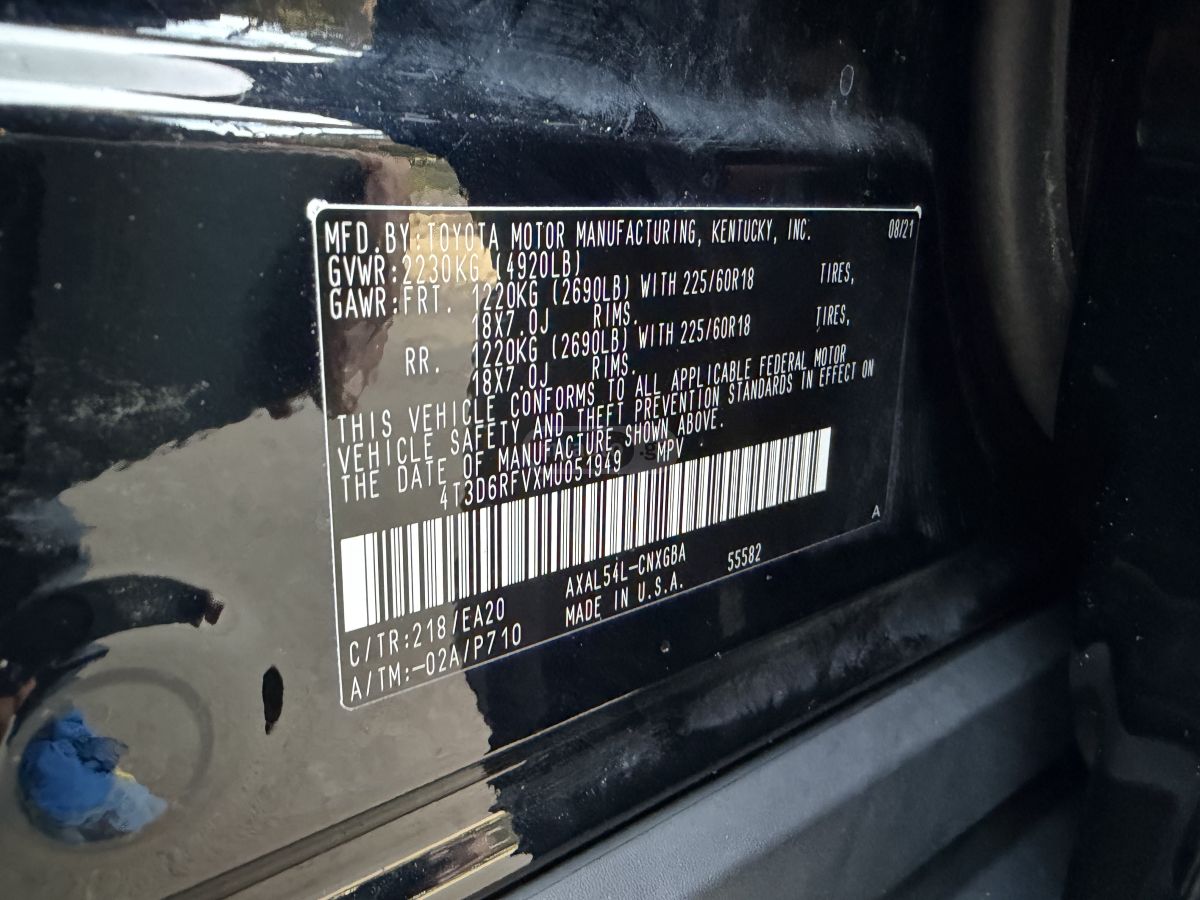 MFD.BY:TOYOTA MOTOR MANUFACTURING, KENTUCKY, INC. 08/21
GVWR:2230KG (4920LB)
GAWR:FRT. 1220KG (2690LB) WITH 225/60R18 TIRES,
18X7.0J RIMS.
RR. 1220KG (2690LB) WITH 225/60R18 TIRES,
18X7.0J RIMS.
THIS VEHICLE CONFORMS TO ALL APPLICABLE FEDERAL MOTOR
VEHICLE SAFETY AND THEFT PREVENTION STANDARDS IN EFFECT ON
THE DATE OF MANUFACTURE SHOWN ABOVE.
4T3D6RFVXMU051949 MPV
A
C/TR:218/EA20 AXAL54L-CNXGBA 55582
A/TM:-02A/P710 MADE IN U.S.A.